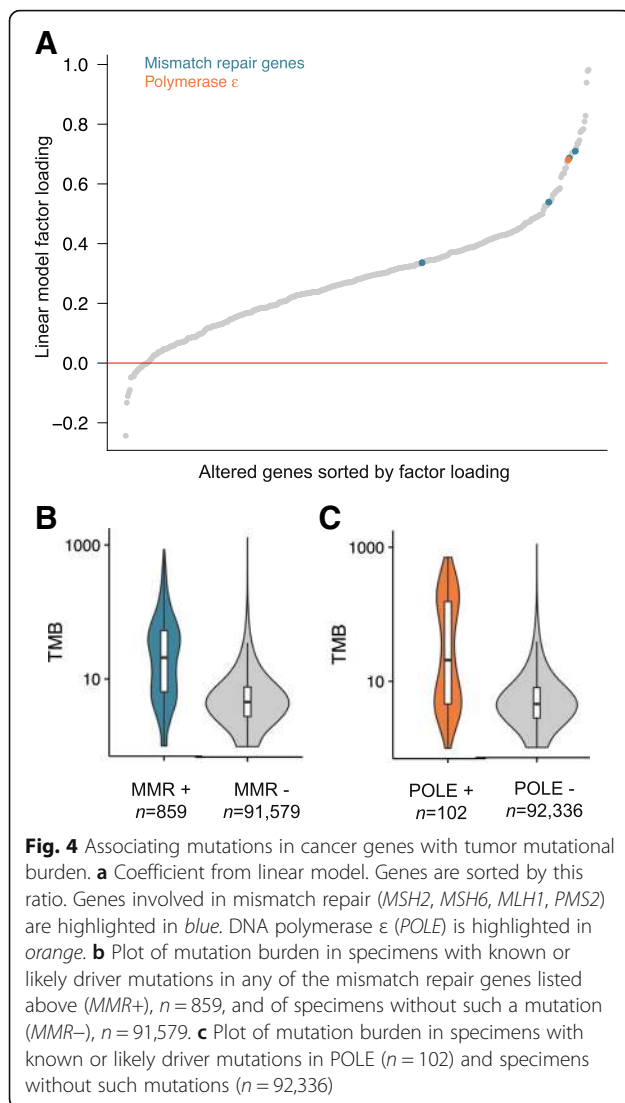 A
Mismatch repair genes
Polymerase ε
Linear model factor loading
1.0
0.8
0.6
0.4
0.2
0.0
−0.2
Altered genes sorted by factor loading
B
TMB
1000
10
MMR + MMR -
n=859 n=91,579
C
TMB
1000
10
POLE + POLE -
n=102 n=92,336
Fig. 4 Associating mutations in cancer genes with tumor mutational
burden. a Coefficient from linear model. Genes are sorted by this
ratio. Genes involved in mismatch repair (MSH2, MSH6, MLH1, PMS2)
are highlighted in blue. DNA polymerase ε (POLE) is highlighted in
orange. b Plot of mutation burden in specimens with known or
likely driver mutations in any of the mismatch repair genes listed
above (MMR+), n = 859, and of specimens without such a mutation
(MMR−), n = 91,579. c Plot of mutation burden in specimens with
known or likely driver mutations in POLE (n = 102) and specimens
without such mutations (n = 92,336)